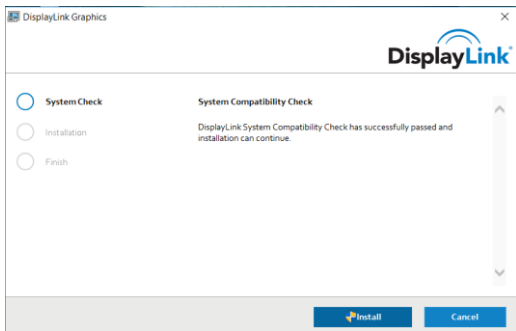 DisplayLink Graphics
DisplayLink
System Check
System Compatibility Check
DisplayLink System Compatibility Check has successfully passed and
installation can continue.
Installation
Finish
Install
Cancel